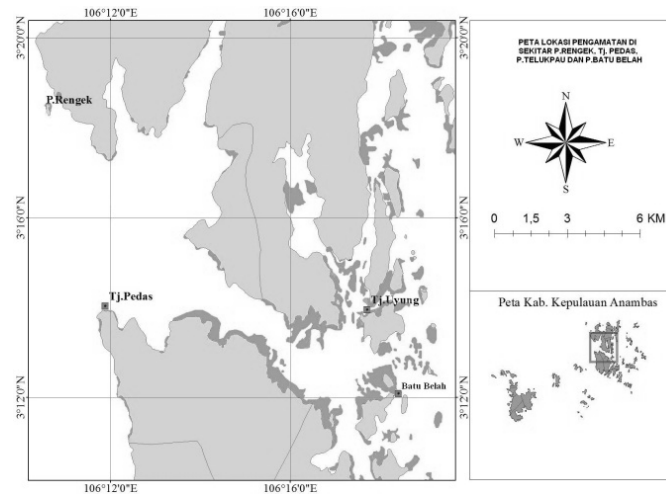 106°12'0"E
106°16'0"E
3°20'0"N
3°20'0"N
P.Rengek
3°16'0"N
3°16'0"N
Tj.Pedas
Tj.Lyung
Batu Belah
3°12'0"N
3°12'0"N
106°12'0"E
106°16'0"E
PETA LOKASI PENGAMATAN DI
SEKITAR P.RENGEK, Tj. PEDAS,
P.TELUKPAU DAN P.BATU BELAH
N
W
E
S
0
1,5
3
6 KM
Peta Kab. Kepulauan Anambas